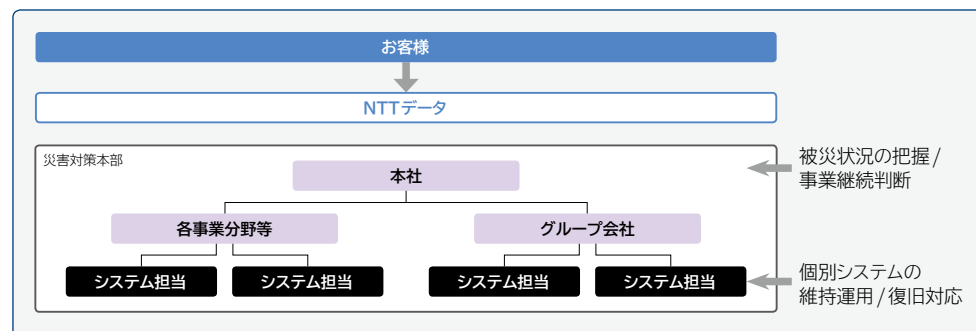 お客様
NTTデータ
災害対策本部
本社
被災状況の把握/
事業継続判断
各事業分野等
グループ会社
システム担当
システム担当
システム担当
システム担当
個別システムの
維持運用/復旧対応